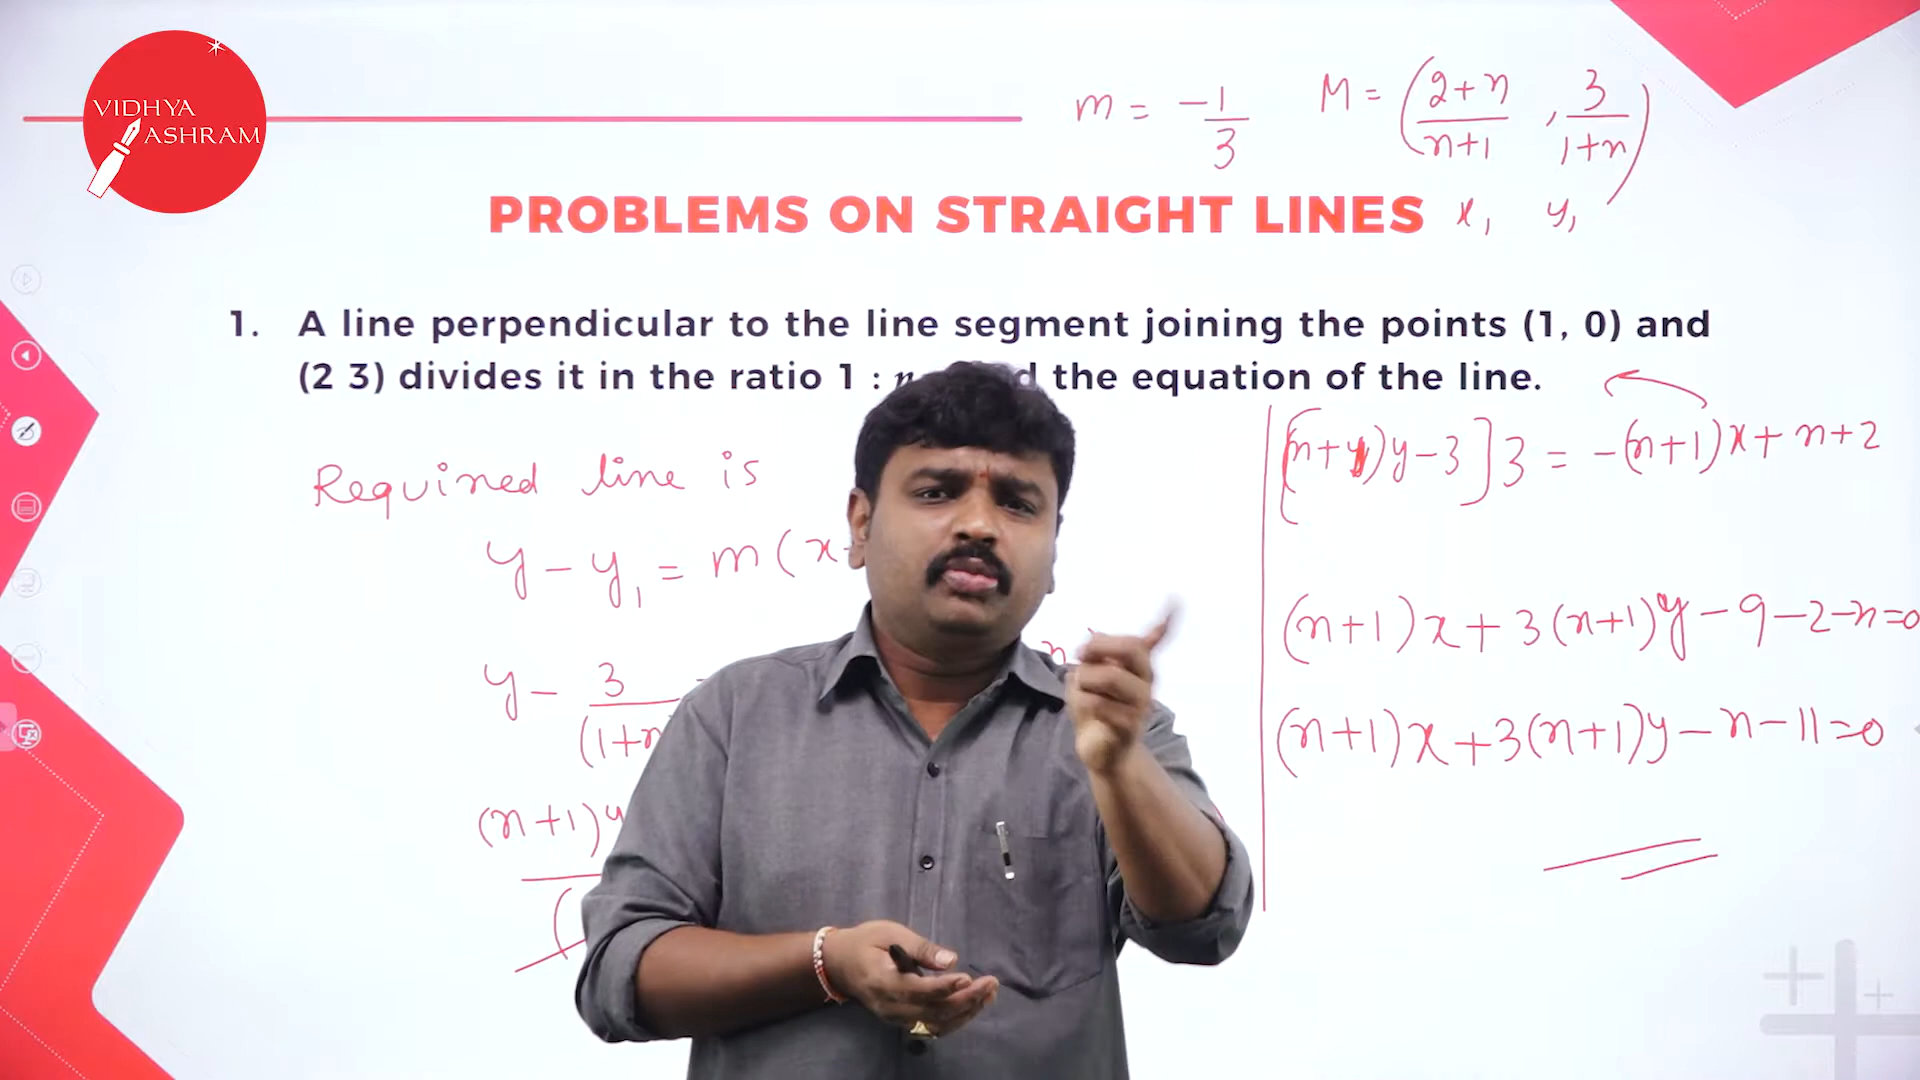 VIDHYA
ASHRAM
m = -1/3 M = (2+n/n+1 , 3/1+n)
x₁ y₁
PROBLEMS ON STRAIGHT LINES
1. A line perpendicular to the line segment joining the points (1, 0) and
(2 3) divides it in the ratio 1 : the equation of the line.
Required line is
y - y₁ = m(x-
y - 3/(1+n
(n+1)y
[(n+1)y-3]3 = -(n+1)x+n+2
(n+1)x+3(n+1)y-9-2-n=0
(n+1)x+3(n+1)y-n-11=0